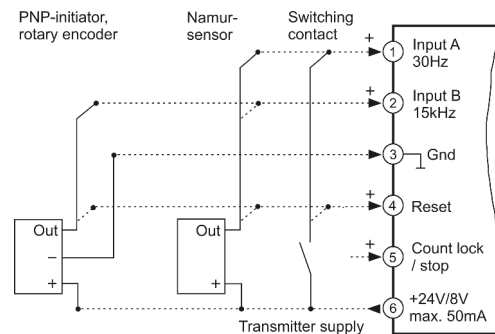 PNP-initiator,
rotary encoder
Namur-
sensor
Switching
contact
+
1
Input A
30Hz
+
2
Input B
15kHz
3
Gnd
+
4
Reset
+
5
Count lock
/ stop
+
6
+24V/8V
max. 50mA
Out
−
+
Out
+
Transmitter supply